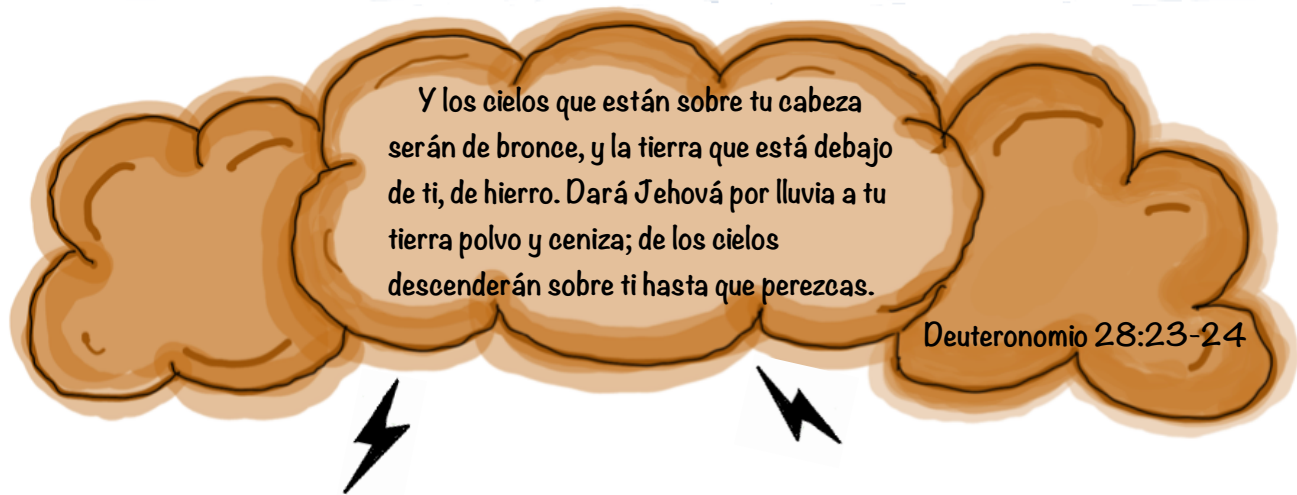 Y los cielos que están sobre tu cabeza
serán de bronce, y la tierra que está debajo
de ti, de hierro. Dará Jehová por lluvia a tu
tierra polvo y ceniza; de los cielos
descenderán sobre ti hasta que perezcas.
Deuteronomio 28:23-24